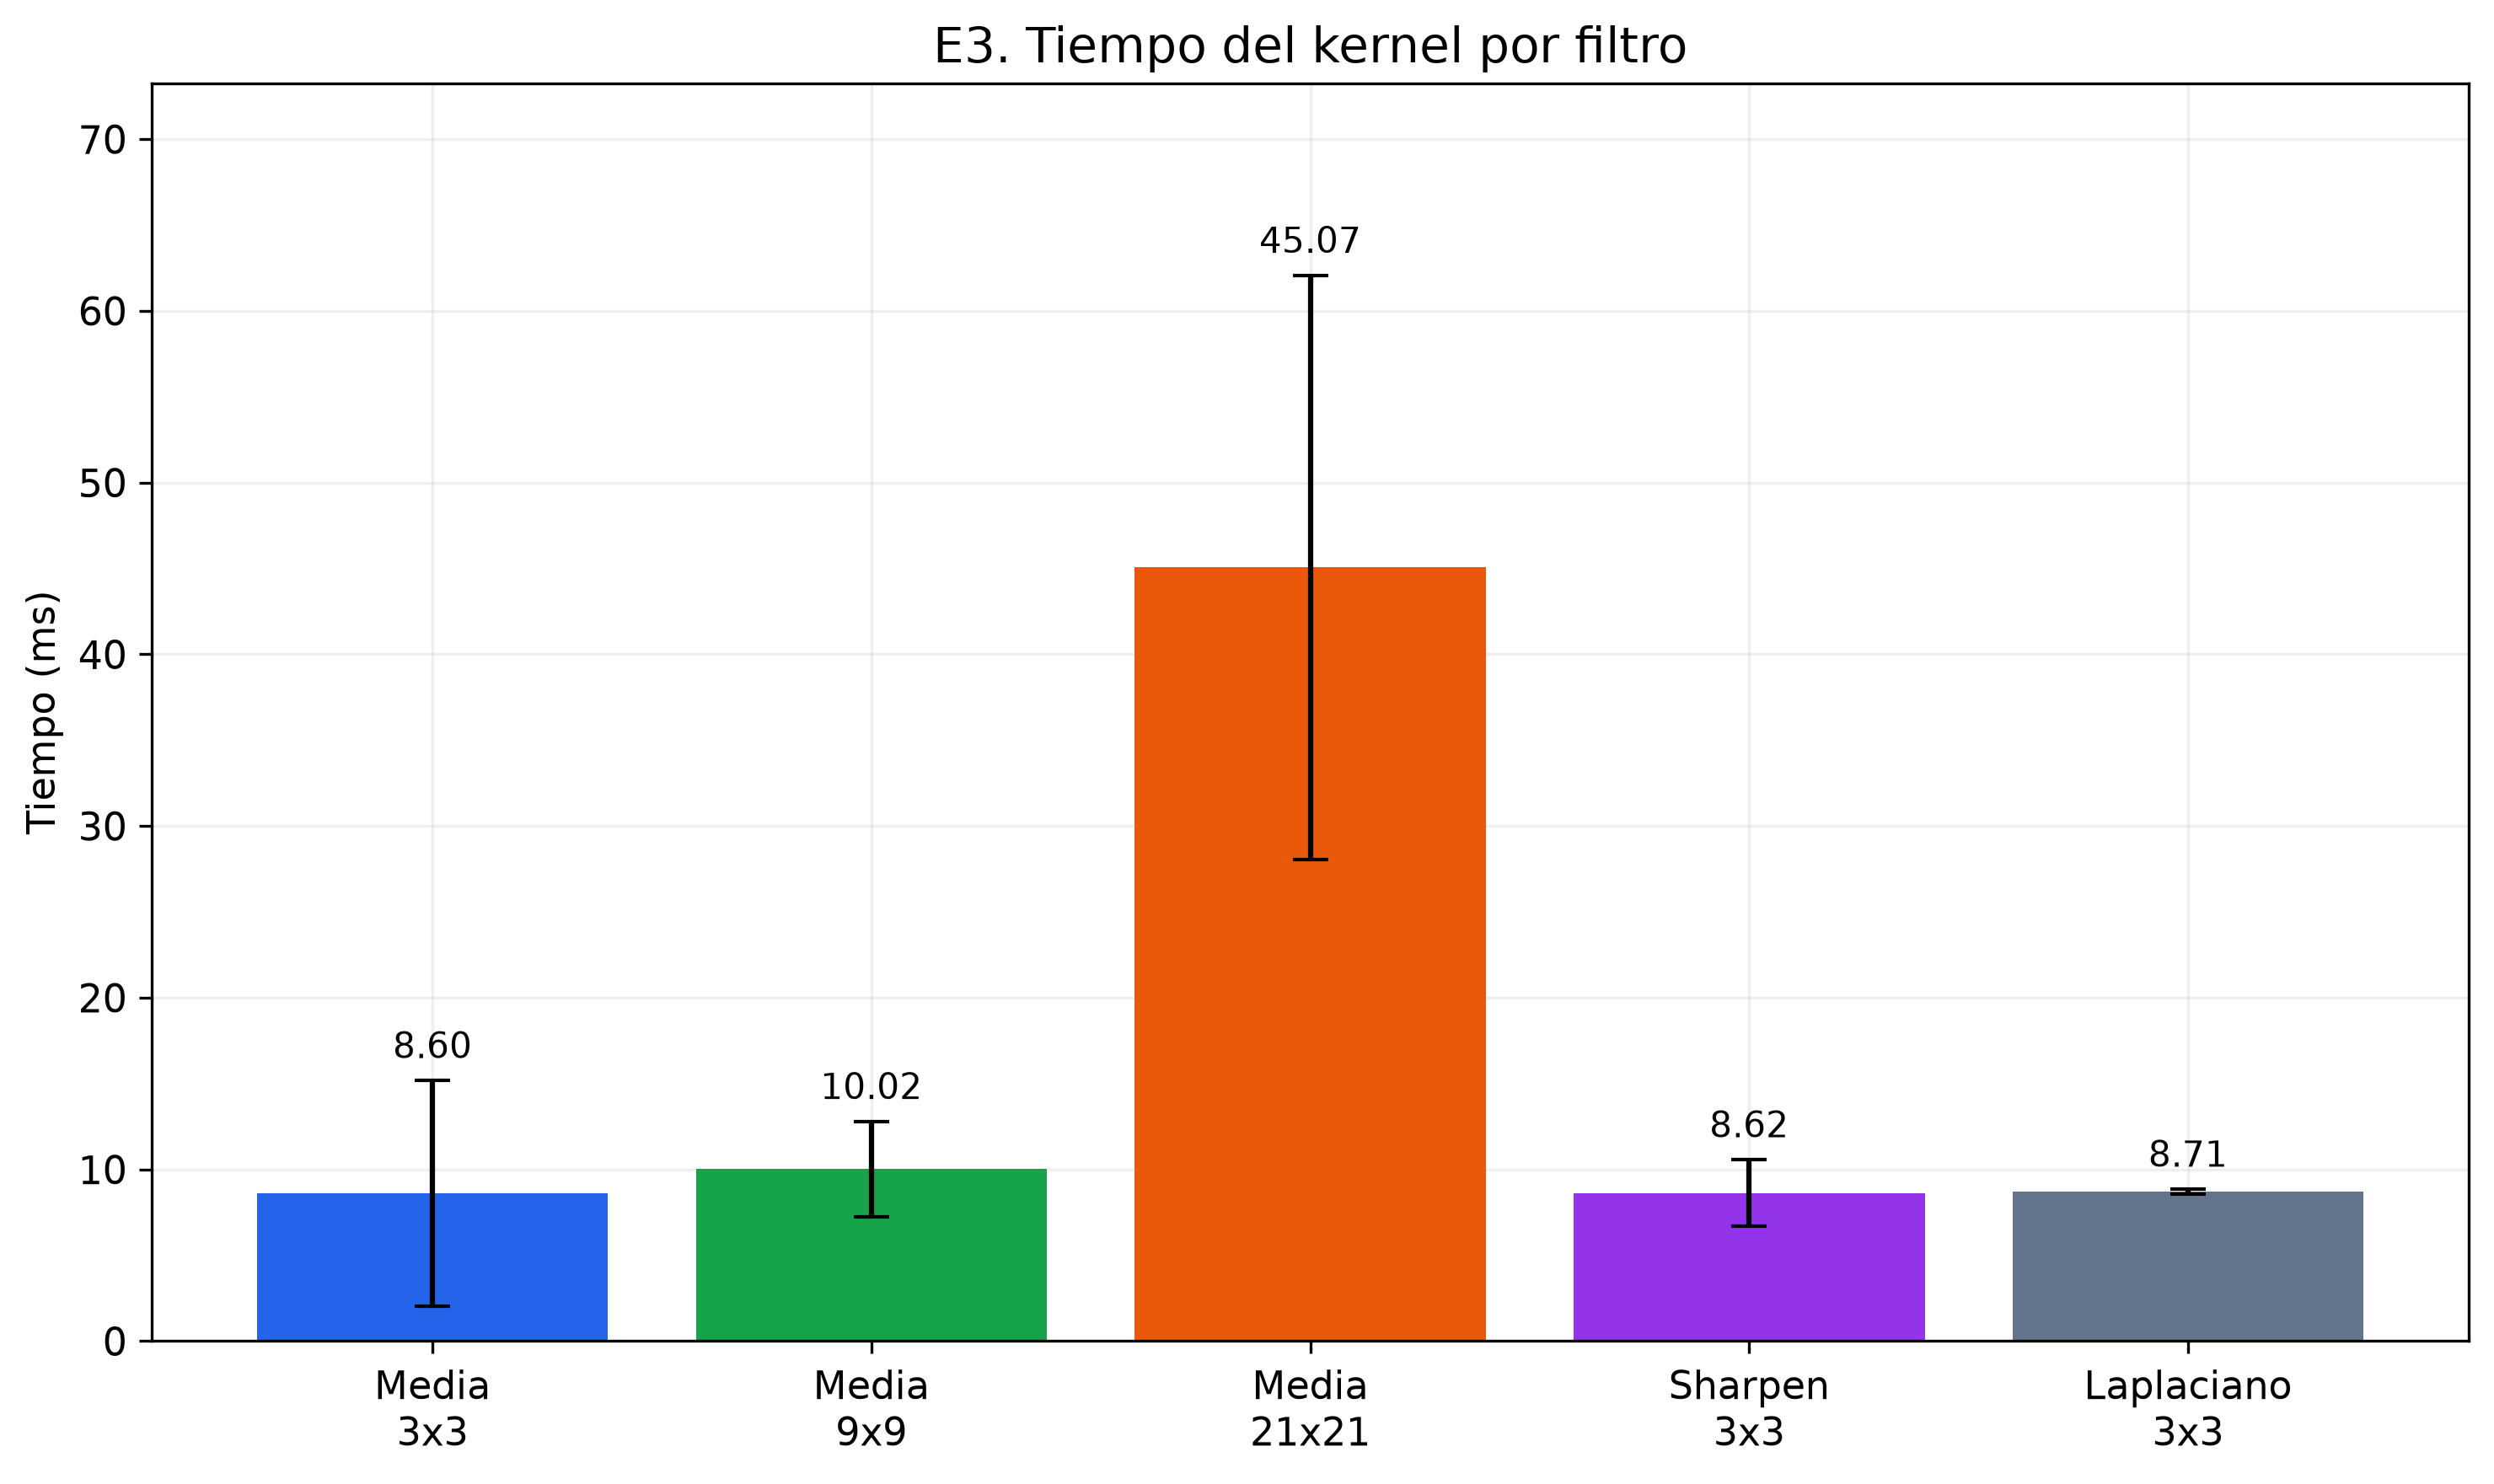 E3. Tiempo del kernel por filtro
Tiempo (ms)
70
60
50
40
30
20
10
0
45.07
8.60
10.02
8.62
8.71
Media
3x3
Media
9x9
Media
21x21
Sharpen
3x3
Laplaciano
3x3